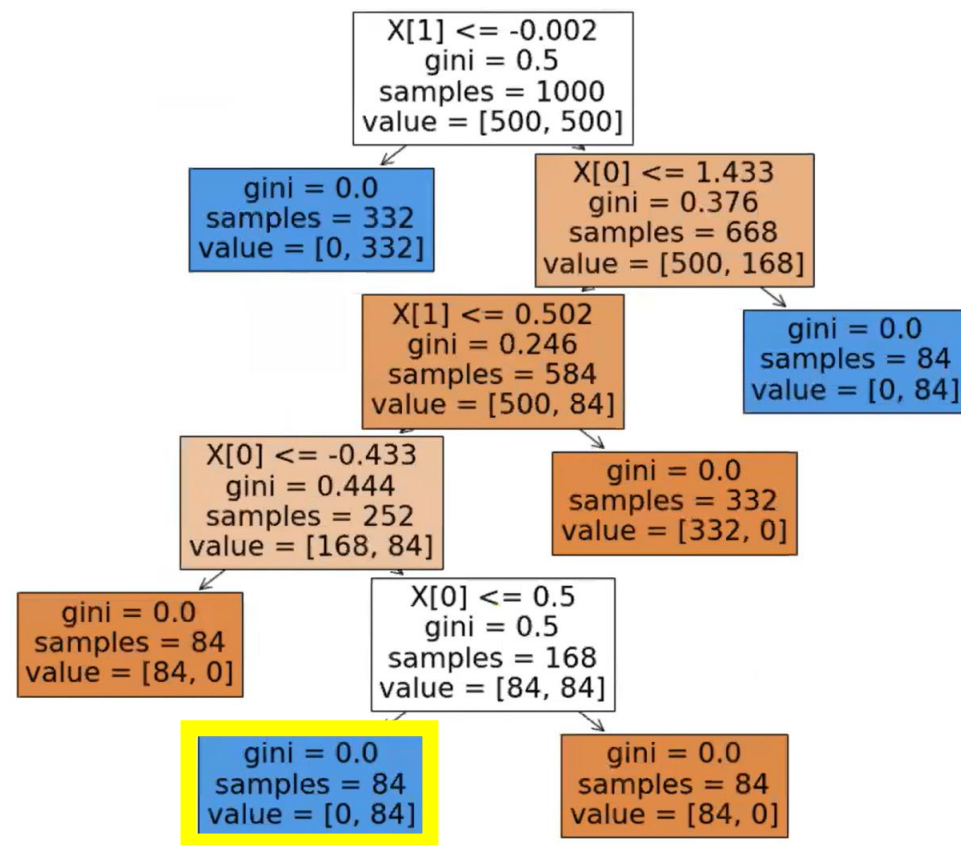 X[1] <= -0.002
gini = 0.5
samples = 1000
value = [500, 500]
gini = 0.0
samples = 332
value = [0, 332]
X[0] <= 1.433
gini = 0.376
samples = 668
value = [500, 168]
X[1] <= 0.502
gini = 0.246
samples = 584
value = [500, 84]
gini = 0.0
samples = 84
value = [0, 84]
X[0] <= -0.433
gini = 0.444
samples = 252
value = [168, 84]
gini = 0.0
samples = 332
value = [332, 0]
gini = 0.0
samples = 84
value = [84, 0]
X[0] <= 0.5
gini = 0.5
samples = 168
value = [84, 84]
gini = 0.0
samples = 84
value = [0, 84]
gini = 0.0
samples = 84
value = [84, 0]